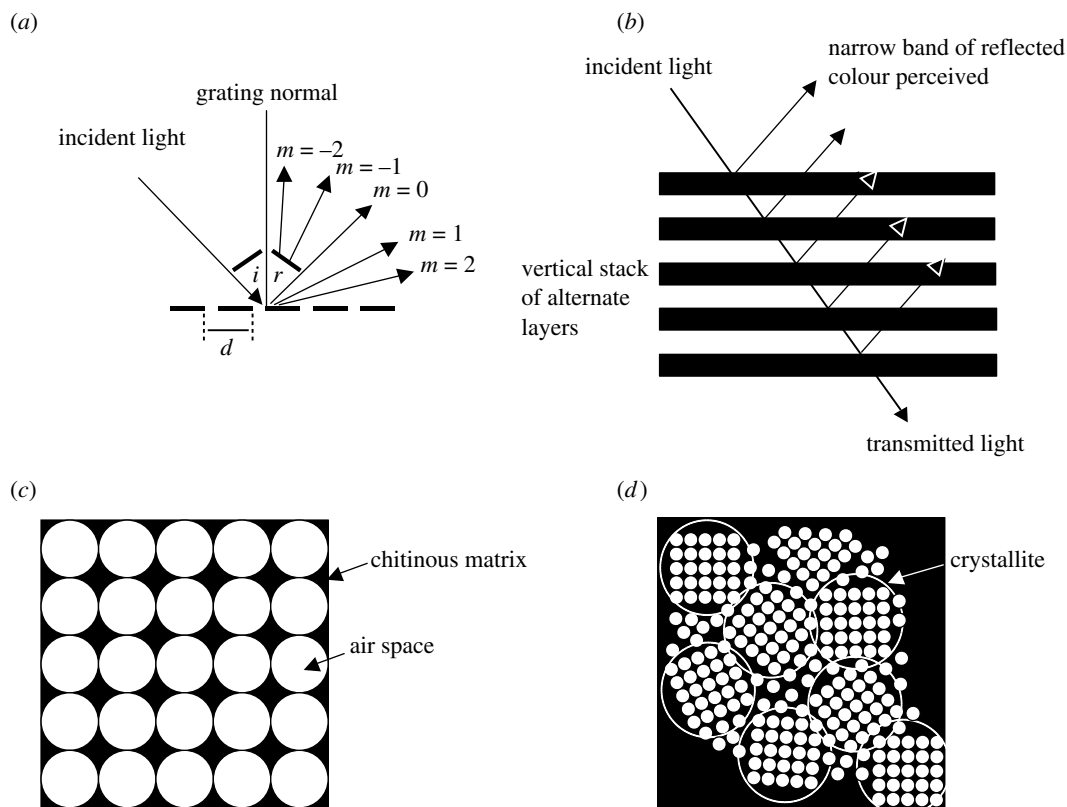 (a)
grating normal
incident light
m = –2
m = –1
m = 0
m = 1
m = 2
i
r
d
(b)
incident light
narrow band of reflected
colour perceived
vertical stack
of alternate
layers
transmitted light
(c)
chitinous matrix
air space
(d)
crystallite